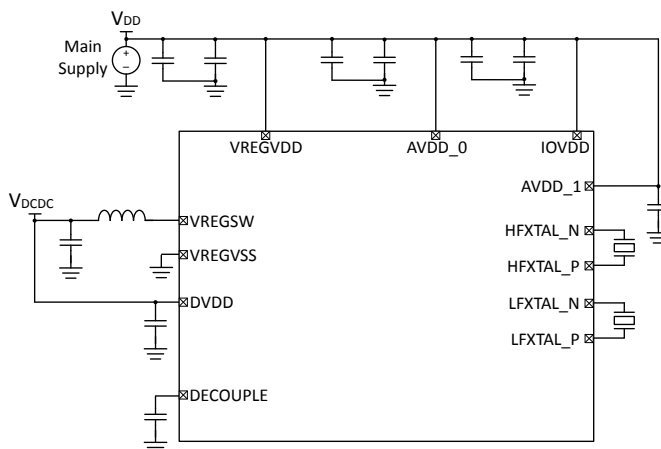 VDD
Main
Supply
+
−
VREGVDD
AVDD_0
IOVDD
AVDD_1
VDCDC
VREGSW
HFXTAL_N
VREGVSS
HFXTAL_P
DVDD
LFXTAL_N
LFXTAL_P
DECOUPLE